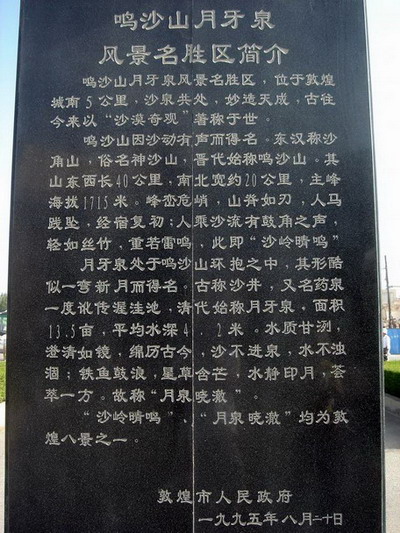 鸣沙山月牙泉
风景名胜区简介
鸣沙山月牙泉风景名胜区，位于敦煌
城南5公里，沙泉共处，妙造天成，古往
今来以“沙漠奇观”著称于世。
鸣沙山因沙动有声而得名。东汉称沙
角山，俗名神沙山，晋代始称鸣沙山。其
山东西长40公里，南北宽约20公里，主峰
海拔1715米。峰峦危峭，山脊如刃，人马
践坠，经宿复初；人乘沙流有鼓角之声，
轻如丝竹，重若雷鸣，此即“沙岭晴鸣”
月牙泉处于鸣沙山环抱之中，其形酷
似一弯新月而得名。古称沙井，又名药泉
一度讹传渥洼池，清代始称月牙泉，面积
13.5亩，平均水深4．2米。水质甘冽，
澄清如镜，绵历古今，沙不进泉，水不浊
涸；铁鱼鼓浪，星草含芒，水静印月，荟
萃一方。故称“月泉晓澈”。
“沙岭晴鸣”、“月泉晓澈”均为敦
煌八景之一。
敦煌市人民政府
一九九五年八月二十日